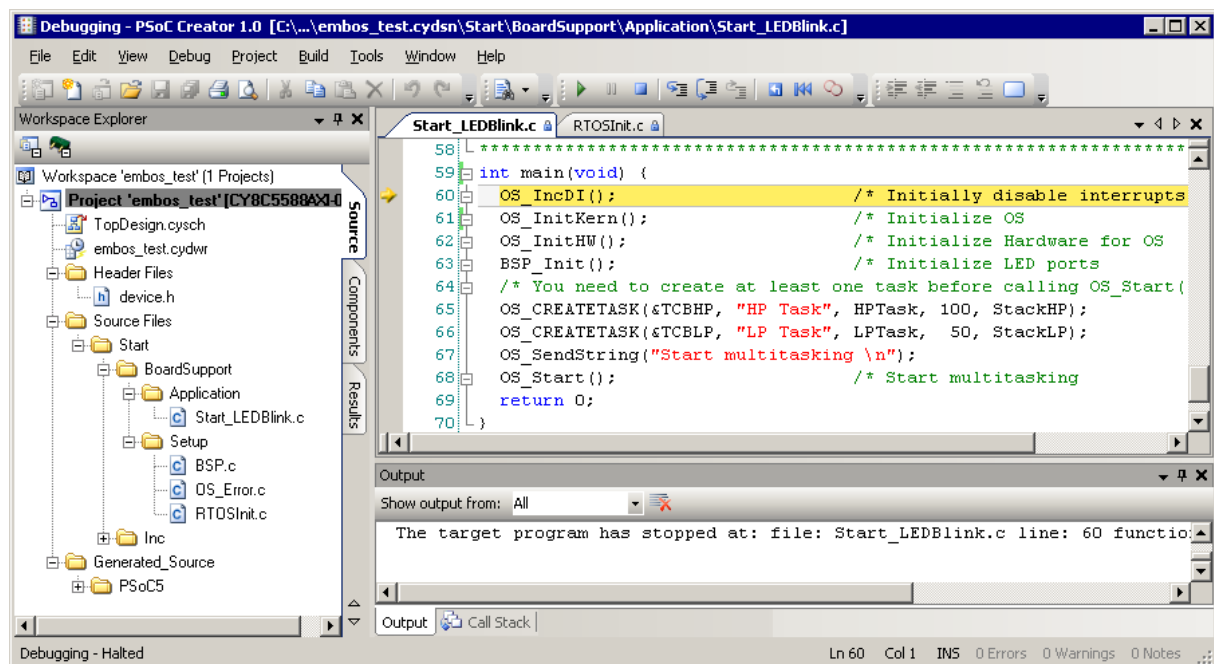 Debugging - PSoC Creator 1.0 [C:\...\embos_test.cydsn\Start\BoardSupport\Application\Start_LEDBlink.c]
File Edit View Debug Project Build Tools Window Help
Workspace Explorer
Workspace 'embos_test' (1 Projects)
Project 'embos_test' [CY8C5588AXI-0
TopDesign.cysch
embos_test.cydwr
Header Files
h device.h
Source Files
Start
BoardSupport
Application
c Start_LEDBlink.c
Setup
c BSP.c
c OS_Error.c
c RTOSInit.c
Inc
Generated_Source
PSoC5
Source
Components
Results
Start_LEDBlink.c RTOSInit.c
58 ***********************************************************************
59 int main(void) {
60 OS_IncDI(); /* Initially disable interrupts
61 OS_InitKern(); /* Initialize OS
62 OS_InitHW(); /* Initialize Hardware for OS
63 BSP_Init(); /* Initialize LED ports
64 /* You need to create at least one task before calling OS_Start(
65 OS_CREATETASK(&TCBHP, "HP Task", HPTask, 100, StackHP);
66 OS_CREATETASK(&TCBLP, "LP Task", LPTask, 50, StackLP);
67 OS_SendString("Start multitasking \n");
68 OS_Start(); /* Start multitasking
69 return 0;
70 }
Output
Show output from: All
The target program has stopped at: file: Start_LEDBlink.c line: 60 functio
Output Call Stack
Debugging - Halted Ln 60 Col 1 INS 0 Errors 0 Warnings 0 Notes